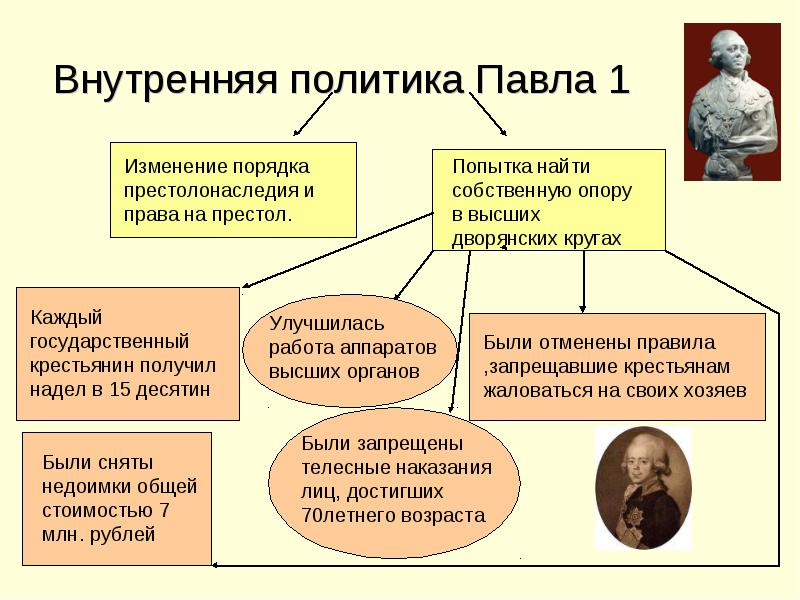 Внутренняя политика Павла 1
Изменение порядка
престолонаследия и
права на престол.
Попытка найти
собственную опору
в высших
дворянских кругах
Каждый
государственный
крестьянин получил
надел в 15 десятин
Улучшилась
работа аппаратов
высших органов
Были отменены правила
,запрещавшие крестьянам
жаловаться на своих хозяев
Были сняты
недоимки общей
стоимостью 7
млн. рублей
Были запрещены
телесные наказания
лиц, достигших
70летнего возраста